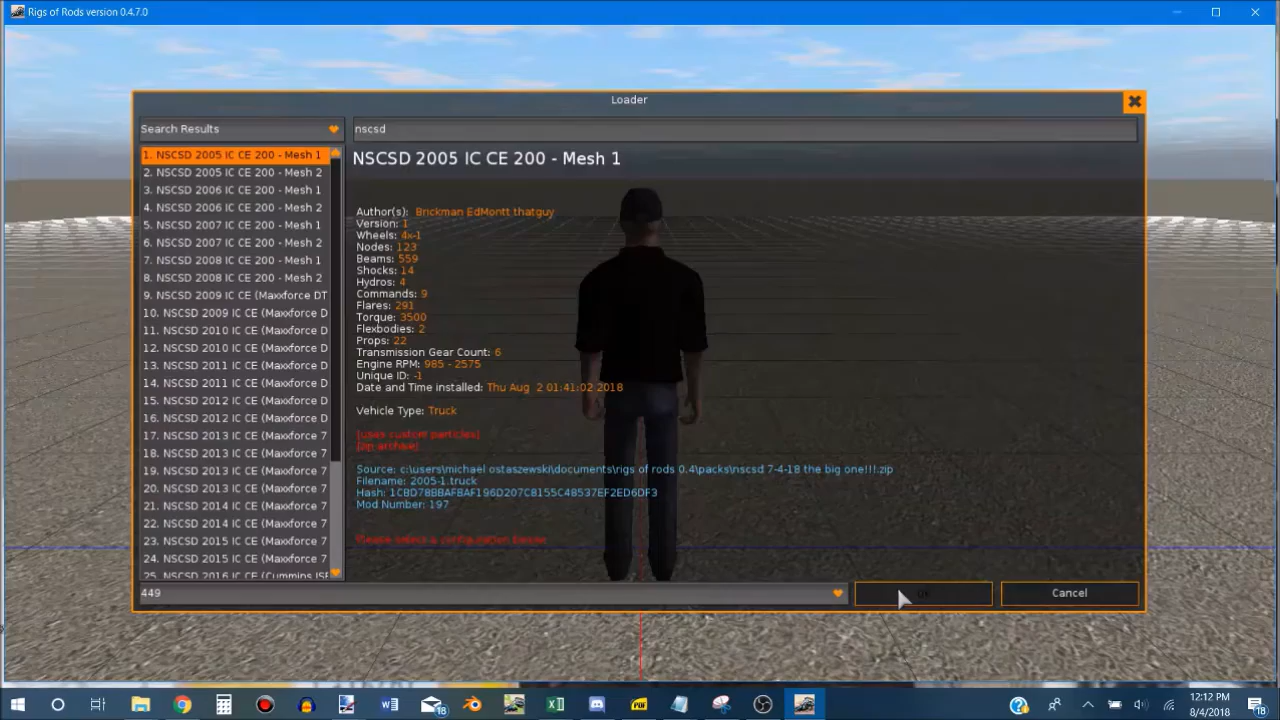 Rigs of Rods version 0.4.7.0
Loader
Search Results
nscsd
1. NSCSD 2005 IC CE 200 - Mesh 1
2. NSCSD 2005 IC CE 200 - Mesh 2
3. NSCSD 2006 IC CE 200 - Mesh 1
4. NSCSD 2006 IC CE 200 - Mesh 2
5. NSCSD 2007 IC CE 200 - Mesh 1
6. NSCSD 2007 IC CE 200 - Mesh 2
7. NSCSD 2008 IC CE 200 - Mesh 1
8. NSCSD 2008 IC CE 200 - Mesh 2
9. NSCSD 2009 IC CE (Maxxforce DT
10. NSCSD 2009 IC CE (Maxxforce D
11. NSCSD 2010 IC CE (Maxxforce D
12. NSCSD 2010 IC CE (Maxxforce D
13. NSCSD 2011 IC CE (Maxxforce D
14. NSCSD 2011 IC CE (Maxxforce D
15. NSCSD 2012 IC CE (Maxxforce D
16. NSCSD 2012 IC CE (Maxxforce D
17. NSCSD 2013 IC CE (Maxxforce 7
18. NSCSD 2013 IC CE (Maxxforce 7
19. NSCSD 2013 IC CE (Maxxforce 7
20. NSCSD 2013 IC CE (Maxxforce 7
21. NSCSD 2014 IC CE (Maxxforce 7
22. NSCSD 2014 IC CE (Maxxforce 7
23. NSCSD 2015 IC CE (Maxxforce 7
24. NSCSD 2015 IC CE (Maxxforce 7
25. NSCSD 2016 IC CE (Cummins ISB
NSCSD 2005 IC CE 200 - Mesh 1
Author(s): Brickman EdMontt thatguy
Version: 1
Wheels: 4x-1
Nodes: 123
Beams: 559
Shocks: 14
Hydros: 4
Commands: 9
Flares: 291
Torque: 3500
Flexbodies: 2
Props: 22
Transmission Gear Count: 6
Engine RPM: 985 - 2575
Unique ID: -1
Date and Time installed: Thu Aug 2 01:41:02 2018
Vehicle Type: Truck
[uses custom particles]
[zip archive]
Source: c:\users\michael ostaszewski\documents\rigs of rods 0.4\packs\nscsd 7-4-18 the big one!!!.zip
Filename: 2005-1.truck
Hash: 1CBD78BBAF8AF196D207C8155C48537EF2ED6DF3
Mod Number: 197
Please select a configuration below!
449
Cancel
18
12:12 PM
8/4/2018
18